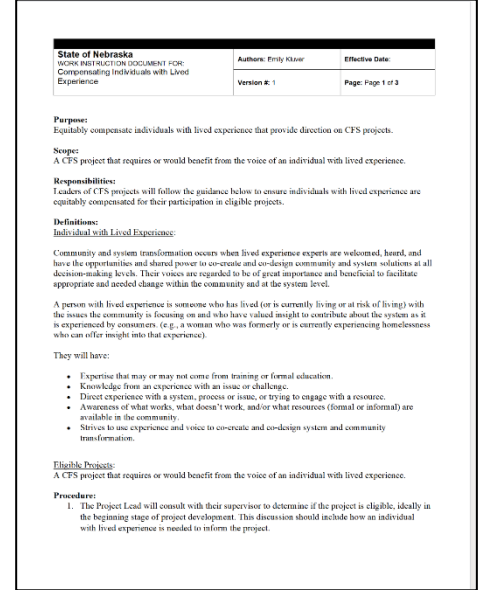 State of Nebraska
WORK INSTRUCTION DOCUMENT FOR:
Compensating Individuals with Lived
Experience
Authors: Emily Kluver
Effective Date:
Version #: 1
Page: Page 1 of 3
Purpose:
Equitably compensate individuals with lived experience that provide direction on CFS projects.
Scope:
A CFS project that requires or would benefit from the voice of an individual with lived experience.
Responsibilities:
Leaders of CFS projects will follow the guidance below to ensure individuals with lived experience are
equitably compensated for their participation in eligible projects.
Definitions:
Individual with Lived Experience:
Community and system transformation occurs when lived experience experts are welcomed, heard, and
have the opportunities and shared power to co-create and co-design community and system solutions at all
decision-making levels. Their voices are regarded to be of great importance and beneficial to facilitate
appropriate and needed change within the community and at the system level.
A person with lived experience is someone who has lived (or is currently living or at risk of living) with
the issues the community is focusing on and who have valued insight to contribute about the system as it
is experienced by consumers. (e.g., a woman who was formerly or is currently experiencing homelessness
who can offer insight into that experience).
They will have:
• Expertise that may or may not come from training or formal education.
• Knowledge from an experience with an issue or challenge.
• Direct experience with a system, process or issue, or trying to engage with a resource.
• Awareness of what works, what doesn't work, and/or what resources (formal or informal) are
available in the community.
• Strives to use experience and voice to co-create and co-design system and community
transformation.
Eligible Projects:
A CFS project that requires or would benefit from the voice of an individual with lived experience.
Procedure:
1. The Project Lead will consult with their supervisor to determine if the project is eligible, ideally in
the beginning stage of project development. This discussion should include how an individual
with lived experience is needed to inform the project.